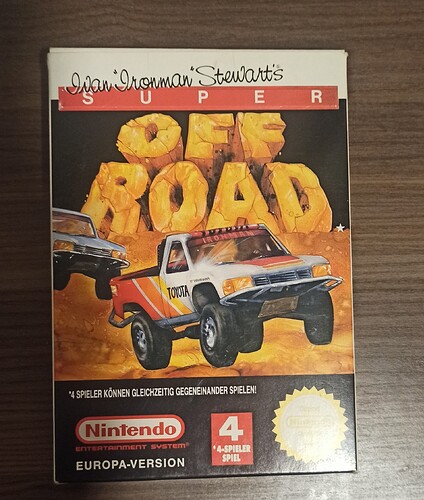 Ivan "Ironman" Stewart's
SUPER
OFF
ROAD
IRONMAN
TOYOTA
*4 SPIELER KÖNNEN GLEICHZEITIG GEGENEINANDER SPIELEN!
Nintendo
ENTERTAINMENT SYSTEM
EUROPA-VERSION
4
*4-SPIELER
SPIEL